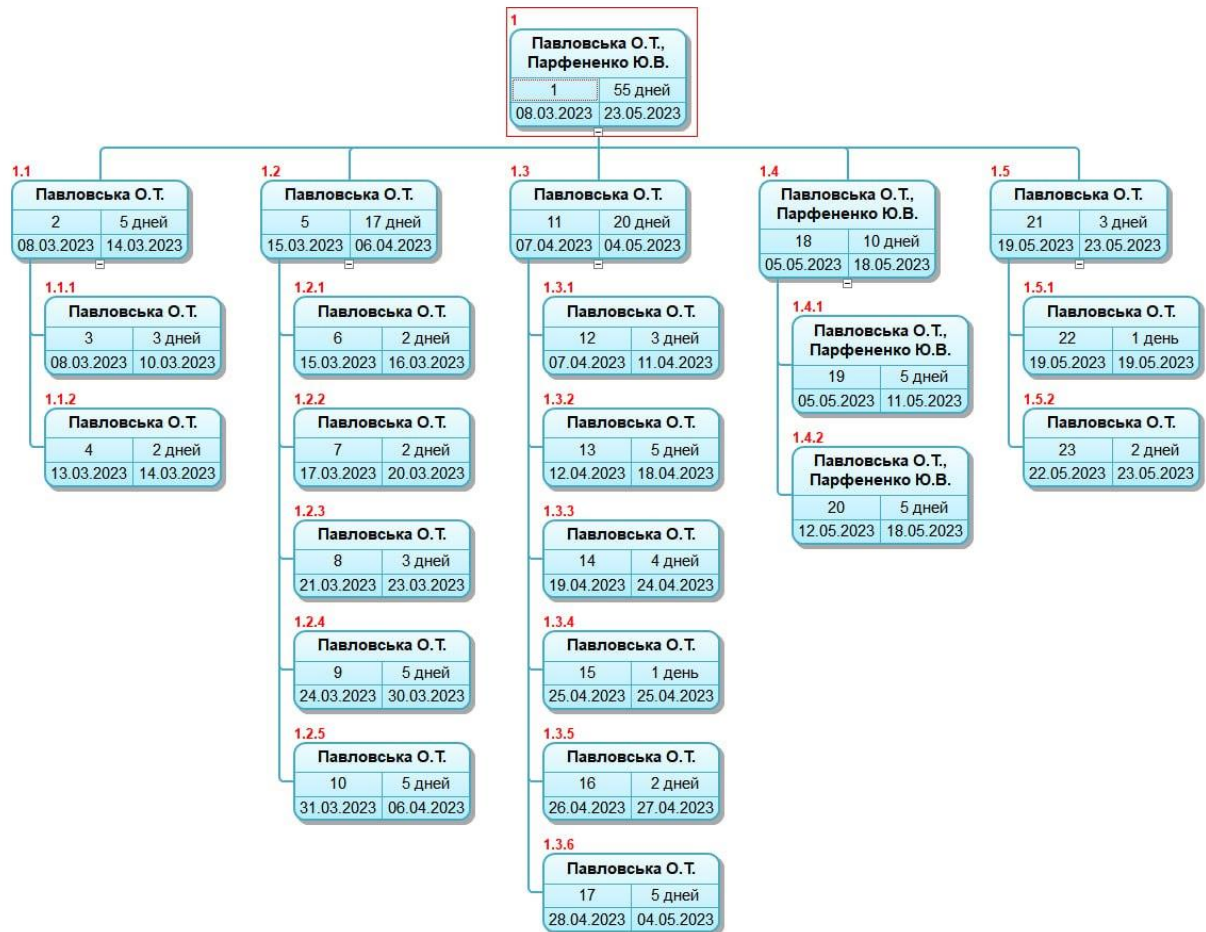 1
Павловська О.Т.,
Парфененко Ю.В.
1 55 дней
08.03.2023 23.05.2023
1.1
Павловська О.Т.
2 5 дней
08.03.2023 14.03.2023
1.1.1
Павловська О.Т.
3 3 дней
08.03.2023 10.03.2023
1.1.2
Павловська О.Т.
4 2 дней
13.03.2023 14.03.2023
1.2
Павловська О.Т.
5 17 дней
15.03.2023 06.04.2023
1.2.1
Павловська О.Т.
6 2 дней
15.03.2023 16.03.2023
1.2.2
Павловська О.Т.
7 2 дней
17.03.2023 20.03.2023
1.2.3
Павловська О.Т.
8 3 дней
21.03.2023 23.03.2023
1.2.4
Павловська О.Т.
9 5 дней
24.03.2023 30.03.2023
1.2.5
Павловська О.Т.
10 5 дней
31.03.2023 06.04.2023
1.3
Павловська О.Т.
11 20 дней
07.04.2023 04.05.2023
1.3.1
Павловська О.Т.
12 3 дней
07.04.2023 11.04.2023
1.3.2
Павловська О.Т.
13 5 дней
12.04.2023 18.04.2023
1.3.3
Павловська О.Т.
14 4 дней
19.04.2023 24.04.2023
1.3.4
Павловська О.Т.
15 1 день
25.04.2023 25.04.2023
1.3.5
Павловська О.Т.
16 2 дней
26.04.2023 27.04.2023
1.3.6
Павловська О.Т.
17 5 дней
28.04.2023 04.05.2023
1.4
Павловська О.Т.,
Парфененко Ю.В.
18 10 дней
05.05.2023 18.05.2023
1.4.1
Павловська О.Т.,
Парфененко Ю.В.
19 5 дней
05.05.2023 11.05.2023
1.4.2
Павловська О.Т.,
Парфененко Ю.В.
20 5 дней
12.05.2023 18.05.2023
1.5
Павловська О.Т.
21 3 дней
19.05.2023 23.05.2023
1.5.1
Павловська О.Т.
22 1 день
19.05.2023 19.05.2023
1.5.2
Павловська О.Т.
23 2 дней
22.05.2023 23.05.2023